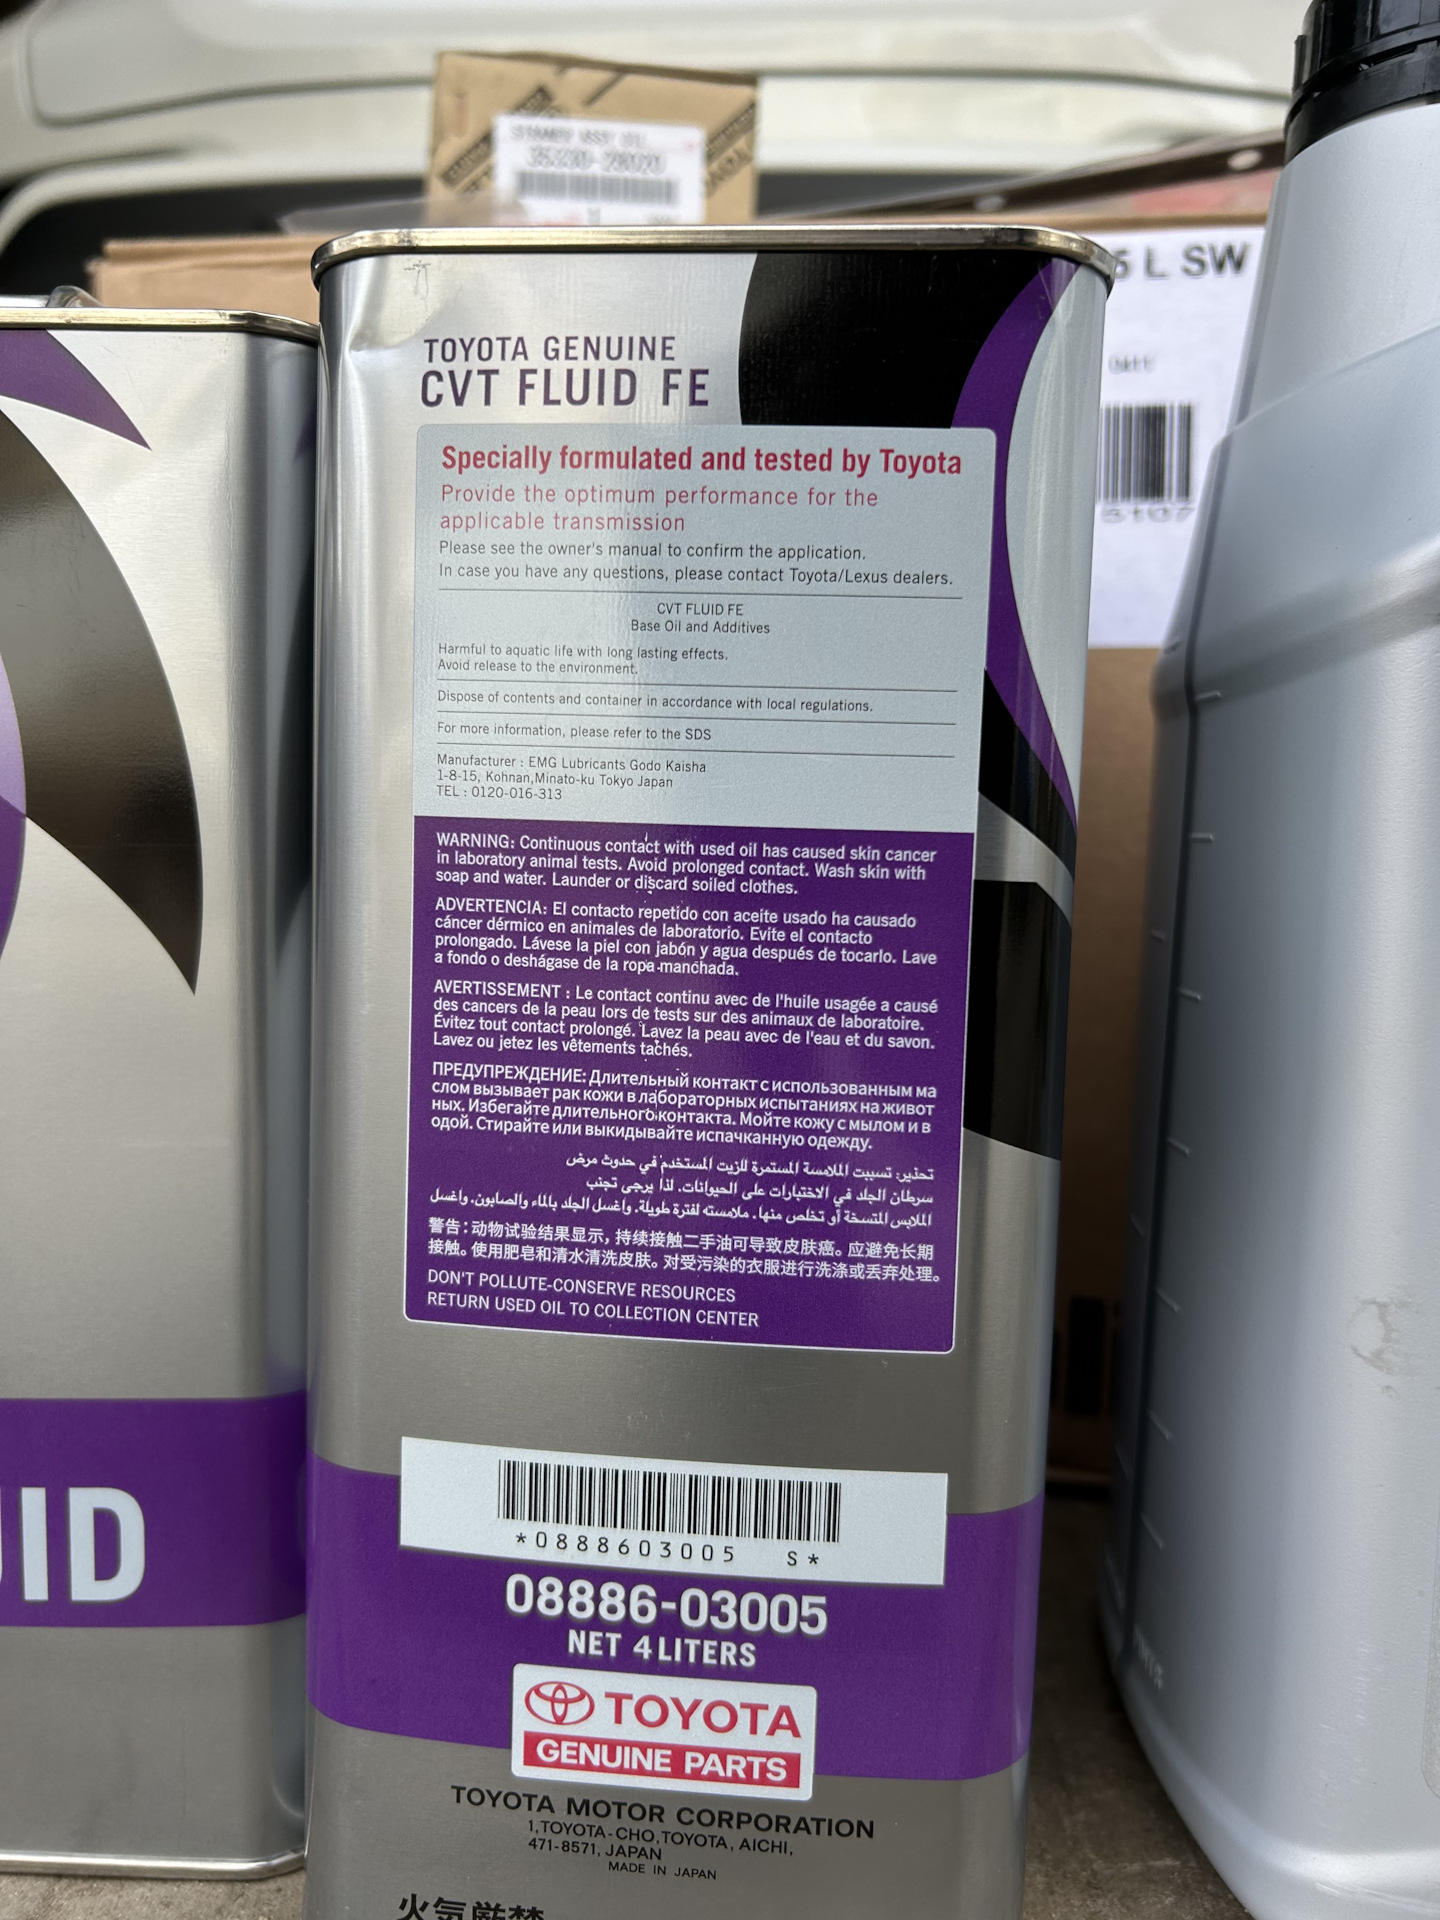 STRAINER ASSY OIL
35330-28020
5 L SW
TOYOTA GENUINE
CVT FLUID FE
Specially formulated and tested by Toyota
Provide the optimum performance for the
applicable transmission
Please see the owner's manual to confirm the application.
In case you have any questions, please contact Toyota/Lexus dealers.
CVT FLUID FE
Base Oil and Additives
Harmful to aquatic life with long lasting effects.
Avoid release to the environment.
Dispose of contents and container in accordance with local regulations.
For more information, please refer to the SDS
Manufacturer : EMG Lubricants Godo Kaisha
1-8-15, Kohnan,Minato-ku Tokyo Japan
TEL : 0120-016-313
WARNING: Continuous contact with used oil has caused skin cancer
in laboratory animal tests. Avoid prolonged contact. Wash skin with
soap and water. Launder or discard soiled clothes.
ADVERTENCIA: El contacto repetido con aceite usado ha causado
cáncer dérmico en animales de laboratorio. Evite el contacto
prolongado. Lávese la piel con jabón y agua después de tocarlo. Lave
a fondo o deshágase de la ropa manchada.
AVERTISSEMENT : Le contact continu avec de l'huile usagée a causé
des cancers de la peau lors de tests sur des animaux de laboratoire.
Évitez tout contact prolongé. Lavez la peau avec de l'eau et du savon.
Lavez ou jetez les vêtements tachés.
ПРЕДУПРЕЖДЕНИЕ: Длительный контакт с использованным ма
слом вызывает рак кожи в лабораторных испытаниях на живот
ных. Избегайте длительного контакта. Мойте кожу с мылом и в
одой. Стирайте или выкидывайте испачканную одежду.
تحذير: تسببت الملامسة المستمرة للزيت المستخدم في حدوث مرض
سرطان الجلد في الاختبارات على الحيوانات. لذا يرجى تجنب
الملابس المتسخة أو تخلص منها. ملامسته لفترة طويلة. واغسل الجلد بالماء والصابون. واغسل
警告：动物试验结果显示，持续接触二手油可导致皮肤癌。应避免长期
接触。使用肥皂和清水清洗皮肤。对受污染的衣服进行洗涤或丢弃处理。
DON'T POLLUTE-CONSERVE RESOURCES
RETURN USED OIL TO COLLECTION CENTER
*0888603005 S*
08886-03005
NET 4 LITERS
TOYOTA
GENUINE PARTS
TOYOTA MOTOR CORPORATION
1,TOYOTA-CHO,TOYOTA, AICHI,
471-8571, JAPAN
MADE IN JAPAN
火気厳禁
UID